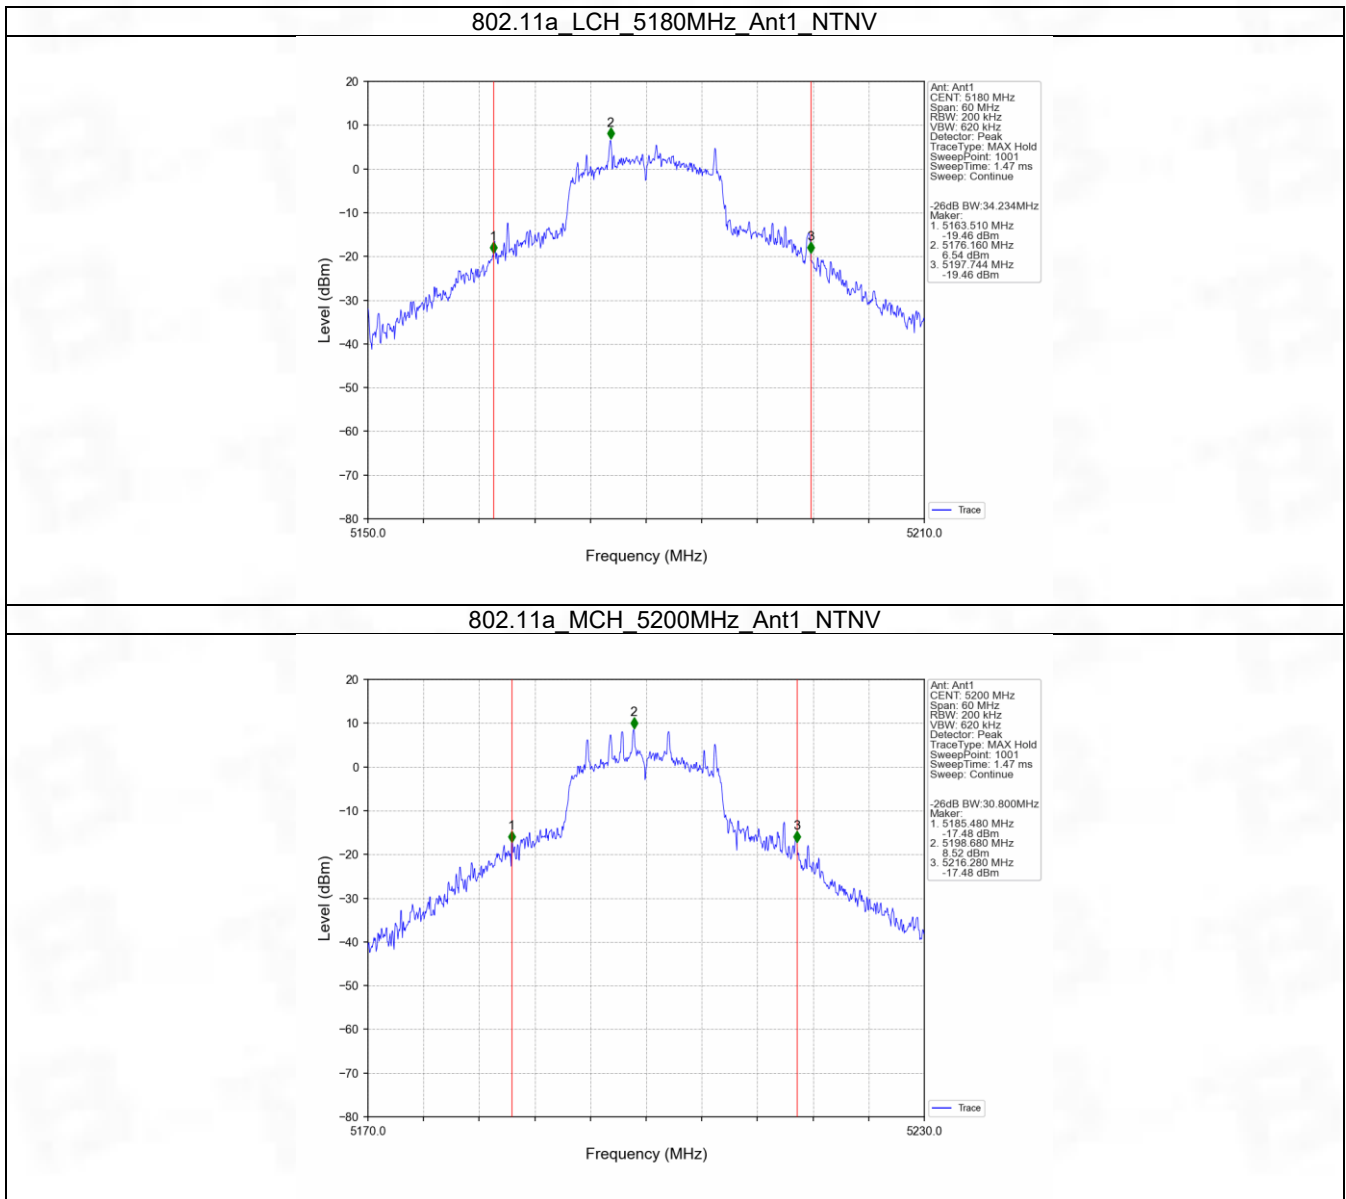 802.11a_LCH_5180MHz_Ant1_NTNV
20
10
0
−10
−20
−30
−40
−50
−60
−70
−80
Level (dBm)
1
2
3
5150.0
5210.0
Frequency (MHz)
Ant: Ant1
CENT: 5180 MHz
Span: 60 MHz
RBW: 200 kHz
VBW: 620 kHz
Detector: Peak
TraceType: MAX Hold
SweepPoint: 1001
SweepTime: 1.47 ms
Sweep: Continue
-26dB BW:34.234MHz
Maker:
1. 5163.510 MHz
-19.46 dBm
2. 5176.160 MHz
6.54 dBm
3. 5197.744 MHz
-19.46 dBm
Trace
802.11a_MCH_5200MHz_Ant1_NTNV
20
10
0
−10
−20
−30
−40
−50
−60
−70
−80
Level (dBm)
1
2
3
5170.0
5230.0
Frequency (MHz)
Ant: Ant1
CENT: 5200 MHz
Span: 60 MHz
RBW: 200 kHz
VBW: 620 kHz
Detector: Peak
TraceType: MAX Hold
SweepPoint: 1001
SweepTime: 1.47 ms
Sweep: Continue
-26dB BW:30.800MHz
Maker:
1. 5185.480 MHz
-17.48 dBm
2. 5198.680 MHz
8.52 dBm
3. 5216.280 MHz
-17.48 dBm
Trace